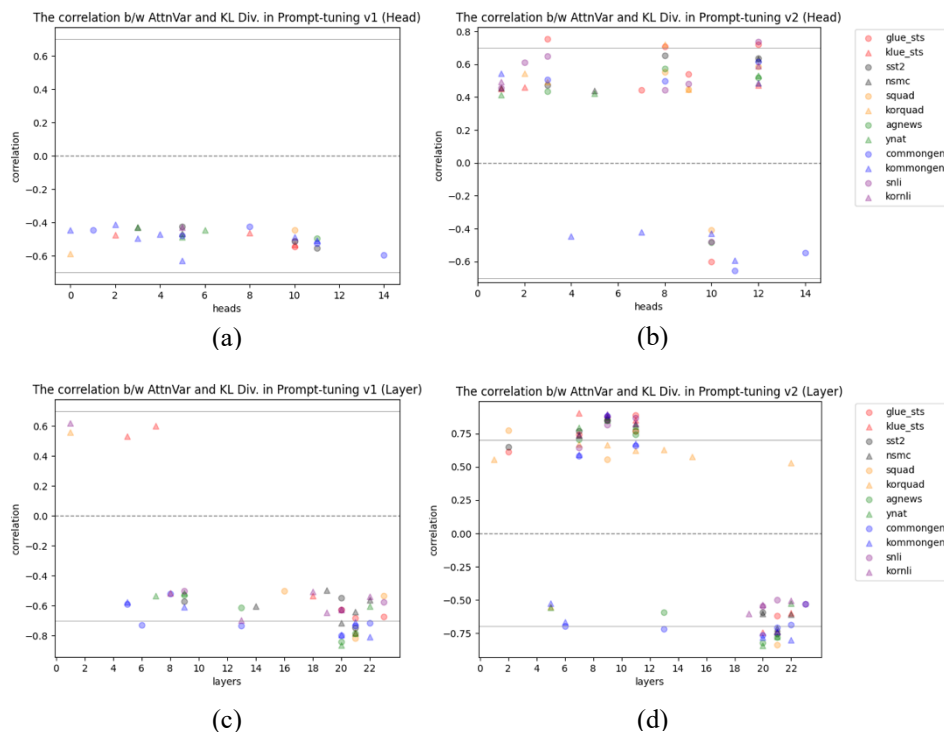 The correlation b/w AttnVar and KL Div. in Prompt-tuning v1 (Head)
0.6
0.4
0.2
0.0
−0.2
−0.4
−0.6
correlation
0 2 4 6 8 10 12 14
heads
(a)
The correlation b/w AttnVar and KL Div. in Prompt-tuning v2 (Head)
0.8
0.6
0.4
0.2
0.0
−0.2
−0.4
−0.6
correlation
0 2 4 6 8 10 12 14
heads
(b)
glue_sts
klue_sts
sst2
nsmc
squad
korquad
agnews
ynat
commongen
kommongen
snli
kornli
The correlation b/w AttnVar and KL Div. in Prompt-tuning v1 (Layer)
0.6
0.4
0.2
0.0
−0.2
−0.4
−0.6
−0.8
correlation
0 2 4 6 8 10 12 14 16 18 20 22
layers
(c)
The correlation b/w AttnVar and KL Div. in Prompt-tuning v2 (Layer)
0.75
0.50
0.25
0.00
−0.25
−0.50
−0.75
correlation
0 2 4 6 8 10 12 14 16 18 20 22
layers
(d)
glue_sts
klue_sts
sst2
nsmc
squad
korquad
agnews
ynat
commongen
kommongen
snli
kornli